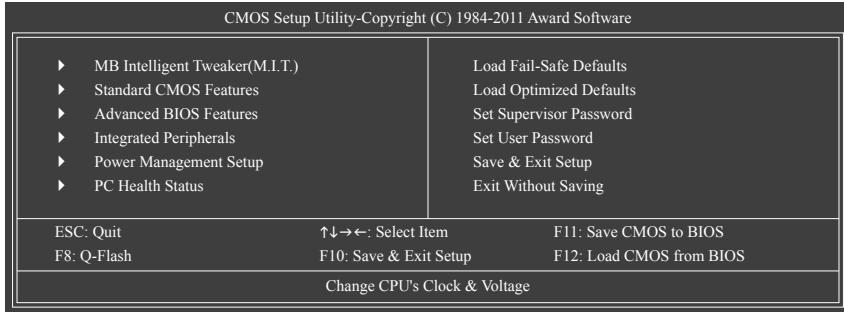 CMOS Setup Utility-Copyright (C) 1984-2011 Award Software
MB Intelligent Tweaker(M.I.T.)
Standard CMOS Features
Advanced BIOS Features
Integrated Peripherals
Power Management Setup
PC Health Status
Load Fail-Safe Defaults
Load Optimized Defaults
Set Supervisor Password
Set User Password
Save & Exit Setup
Exit Without Saving
ESC: Quit
↑↓→←: Select Item
F11: Save CMOS to BIOS
F8: Q-Flash
F10: Save & Exit Setup
F12: Load CMOS from BIOS
Change CPU's Clock & Voltage